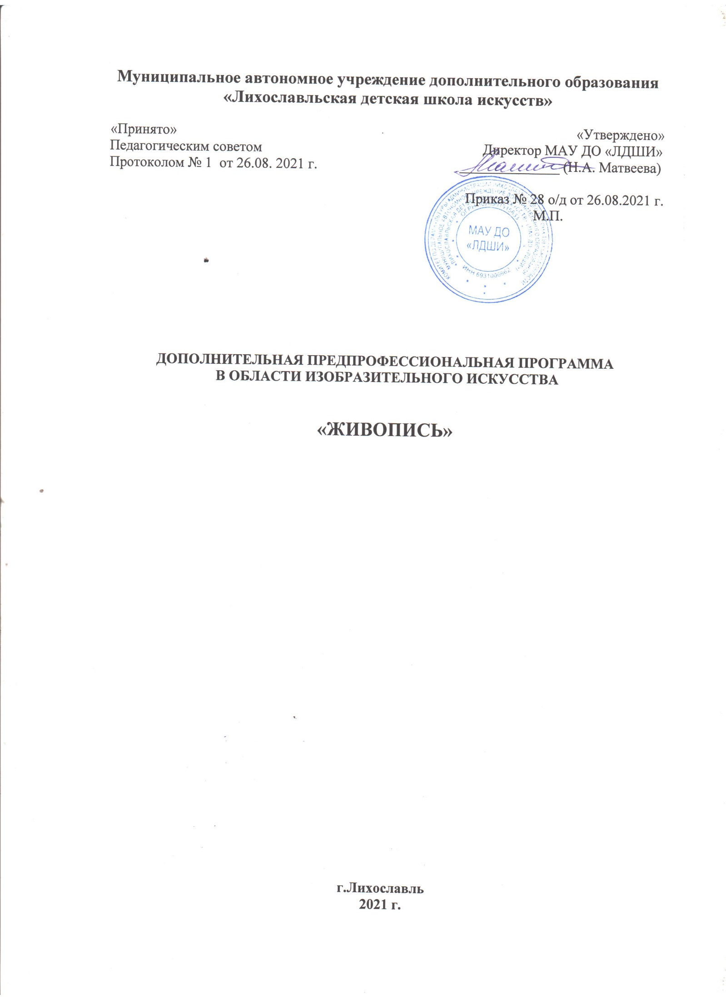 Муниципальное автономное учреждение дополнительного образования
«Лихославльская детская школа искусств»
«Принято»
Педагогическим советом
Протоколом № 1 от 26.08. 2021 г.
«Утверждено»
Директор МАУ ДО «ЛДШИ»
(Н.А. Матвеева)
Приказ № 28 о/д от 26.08.2021 г.
М.П.
МАУ ДО
«ЛДШИ»
ИНН 6931006662
ДОПОЛНИТЕЛЬНАЯ ПРЕДПРОФЕССИОНАЛЬНАЯ ПРОГРАММА
В ОБЛАСТИ ИЗОБРАЗИТЕЛЬНОГО ИСКУССТВА
«ЖИВОПИСЬ»
г.Лихославль
2021 г.